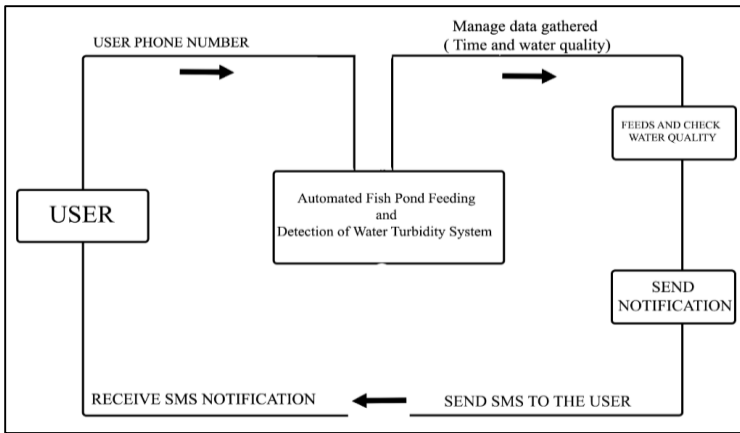 USER PHONE NUMBER
Manage data gathered
( Time and water quality)
FEEDS AND CHECK
WATER QUALITY
USER
Automated Fish Pond Feeding
and
Detection of Water Turbidity System
SEND
NOTIFICATION
RECEIVE SMS NOTIFICATION
SEND SMS TO THE USER